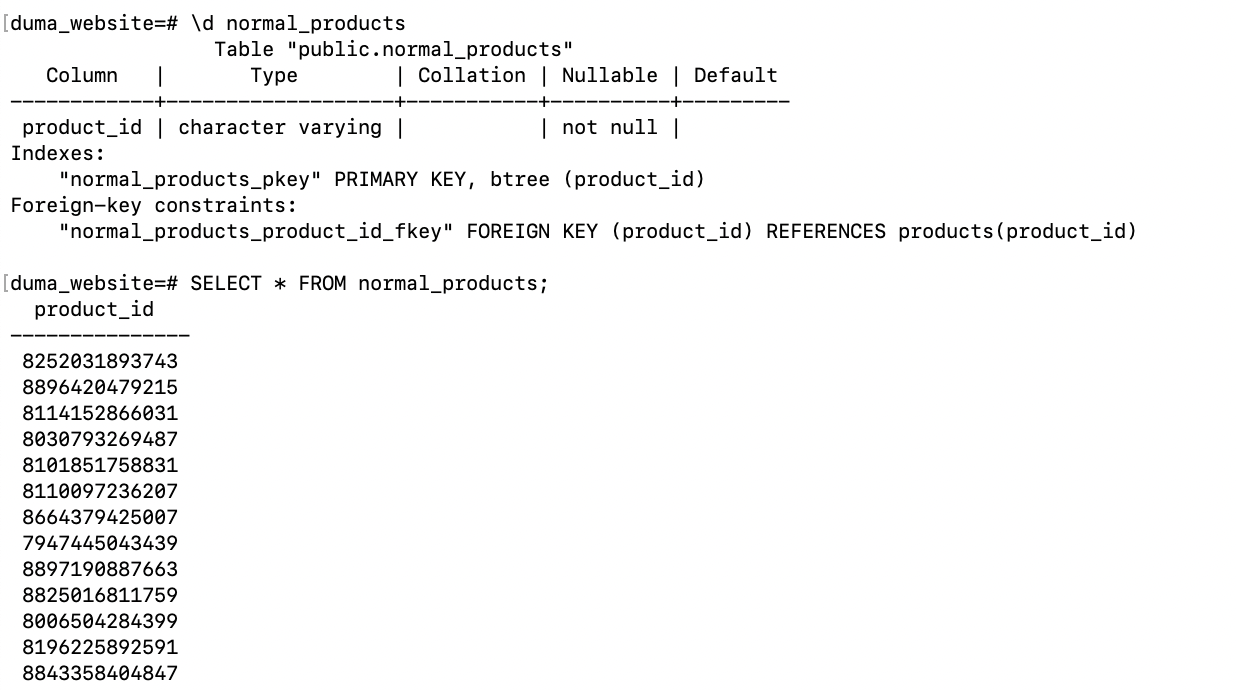 [duma_website=# \d normal_products
                 Table "public.normal_products"
   Column   |       Type        | Collation | Nullable | Default
------------+-------------------+-----------+----------+---------
 product_id | character varying |           | not null |
Indexes:
    "normal_products_pkey" PRIMARY KEY, btree (product_id)
Foreign-key constraints:
    "normal_products_product_id_fkey" FOREIGN KEY (product_id) REFERENCES products(product_id)
[duma_website=# SELECT * FROM normal_products;
  product_id
---------------
 8252031893743
 8896420479215
 8114152866031
 8030793269487
 8101851758831
 8110097236207
 8664379425007
 7947445043439
 8897190887663
 8825016811759
 8006504284399
 8196225892591
 8843358404847